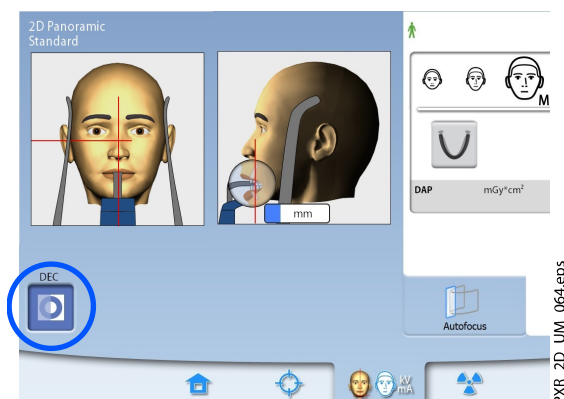 2D Panoramic
Standard
M
mm
DAP mGy*cm²
DEC
Autofocus
kV
mA
PXR_2D_UM_064.eps